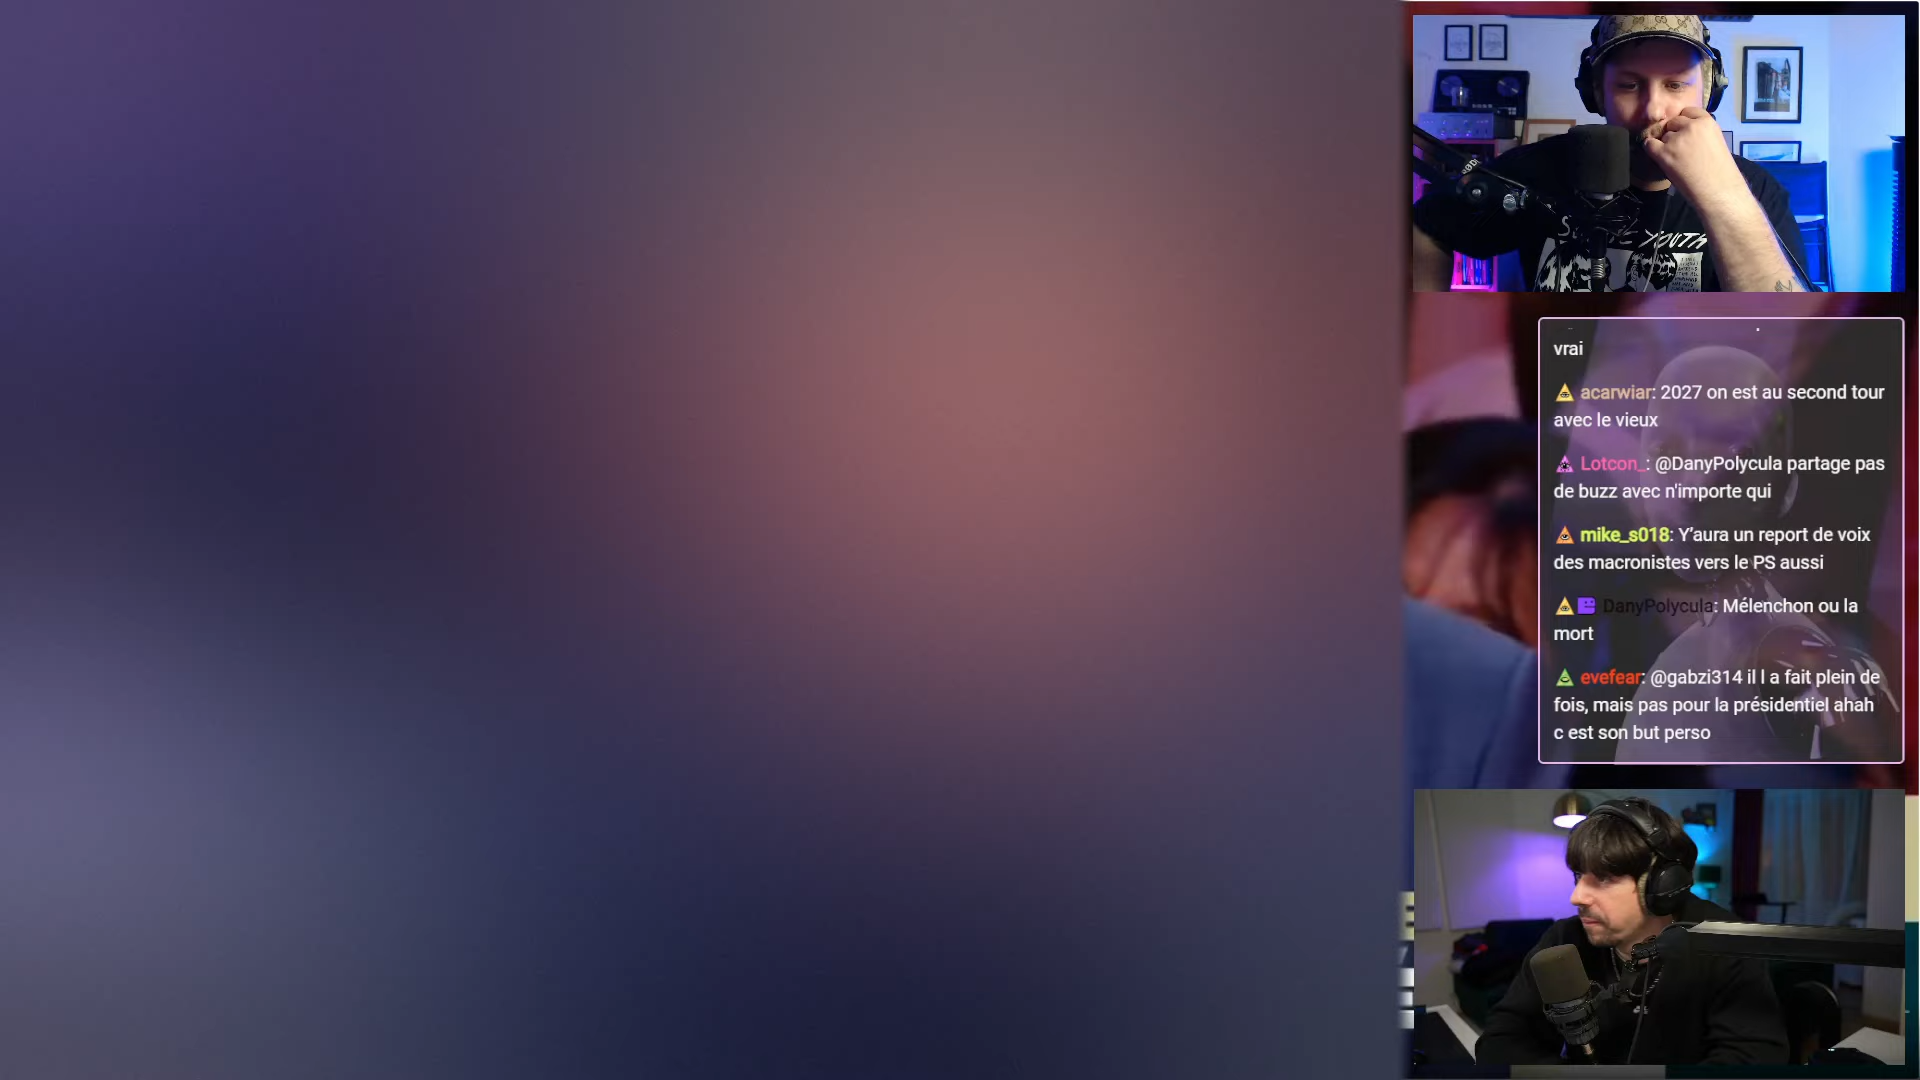 YOUTH
vrai
acarwiar: 2027 on est au second tour
avec le vieux
Lotcon_: @DanyPolycula partage pas
de buzz avec n'importe qui
mike_s018: Y'aura un report de voix
des macronistes vers le PS aussi
DanyPolycula: Mélenchon ou la
mort
evefear: @gabzi314 il l a fait plein de
fois, mais pas pour la présidentiel ahah
c est son but perso